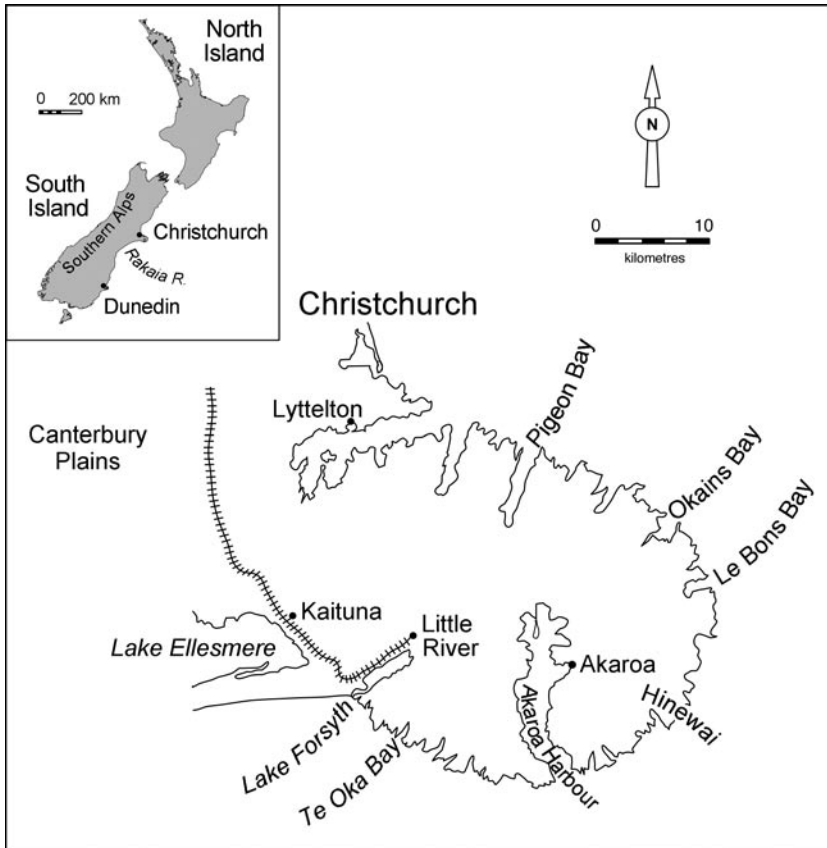 North
Island
0 200 km
South
Island
Southern Alps
Christchurch
Rakaia R.
Dunedin
N
0 10
kilometres
Christchurch
Lyttelton
Pigeon Bay
Canterbury
Plains
Okains Bay
Le Bons Bay
Kaituna
Little
River
Lake Ellesmere
Akaroa
Hinewai
Akaroa Harbour
Lake Forsyth
Te Oka Bay